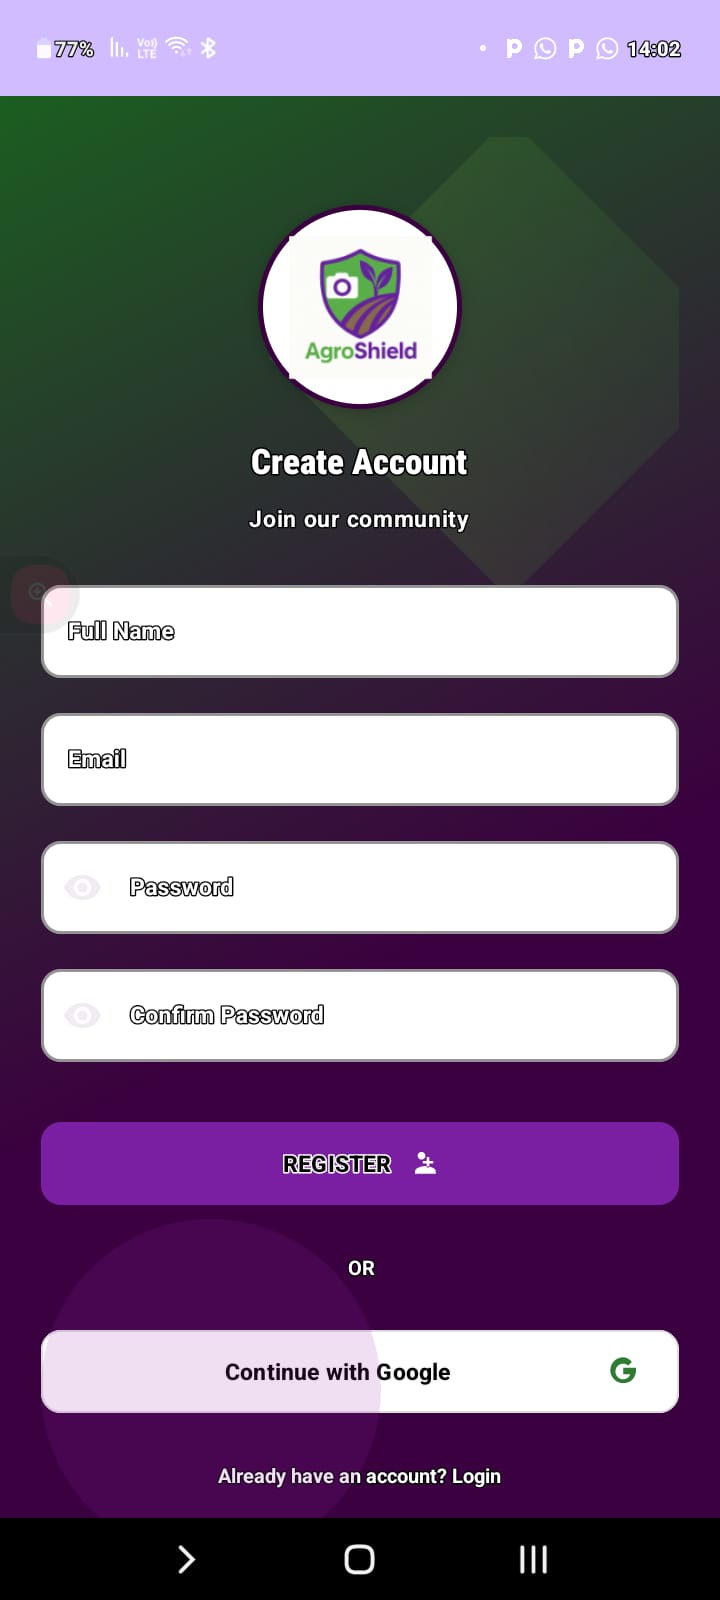 77% Vo)) LTE 14:02
AgroShield
Create Account
Join our community
Full Name
Email
Password
Confirm Password
REGISTER
OR
Continue with Google G
Already have an account? Login